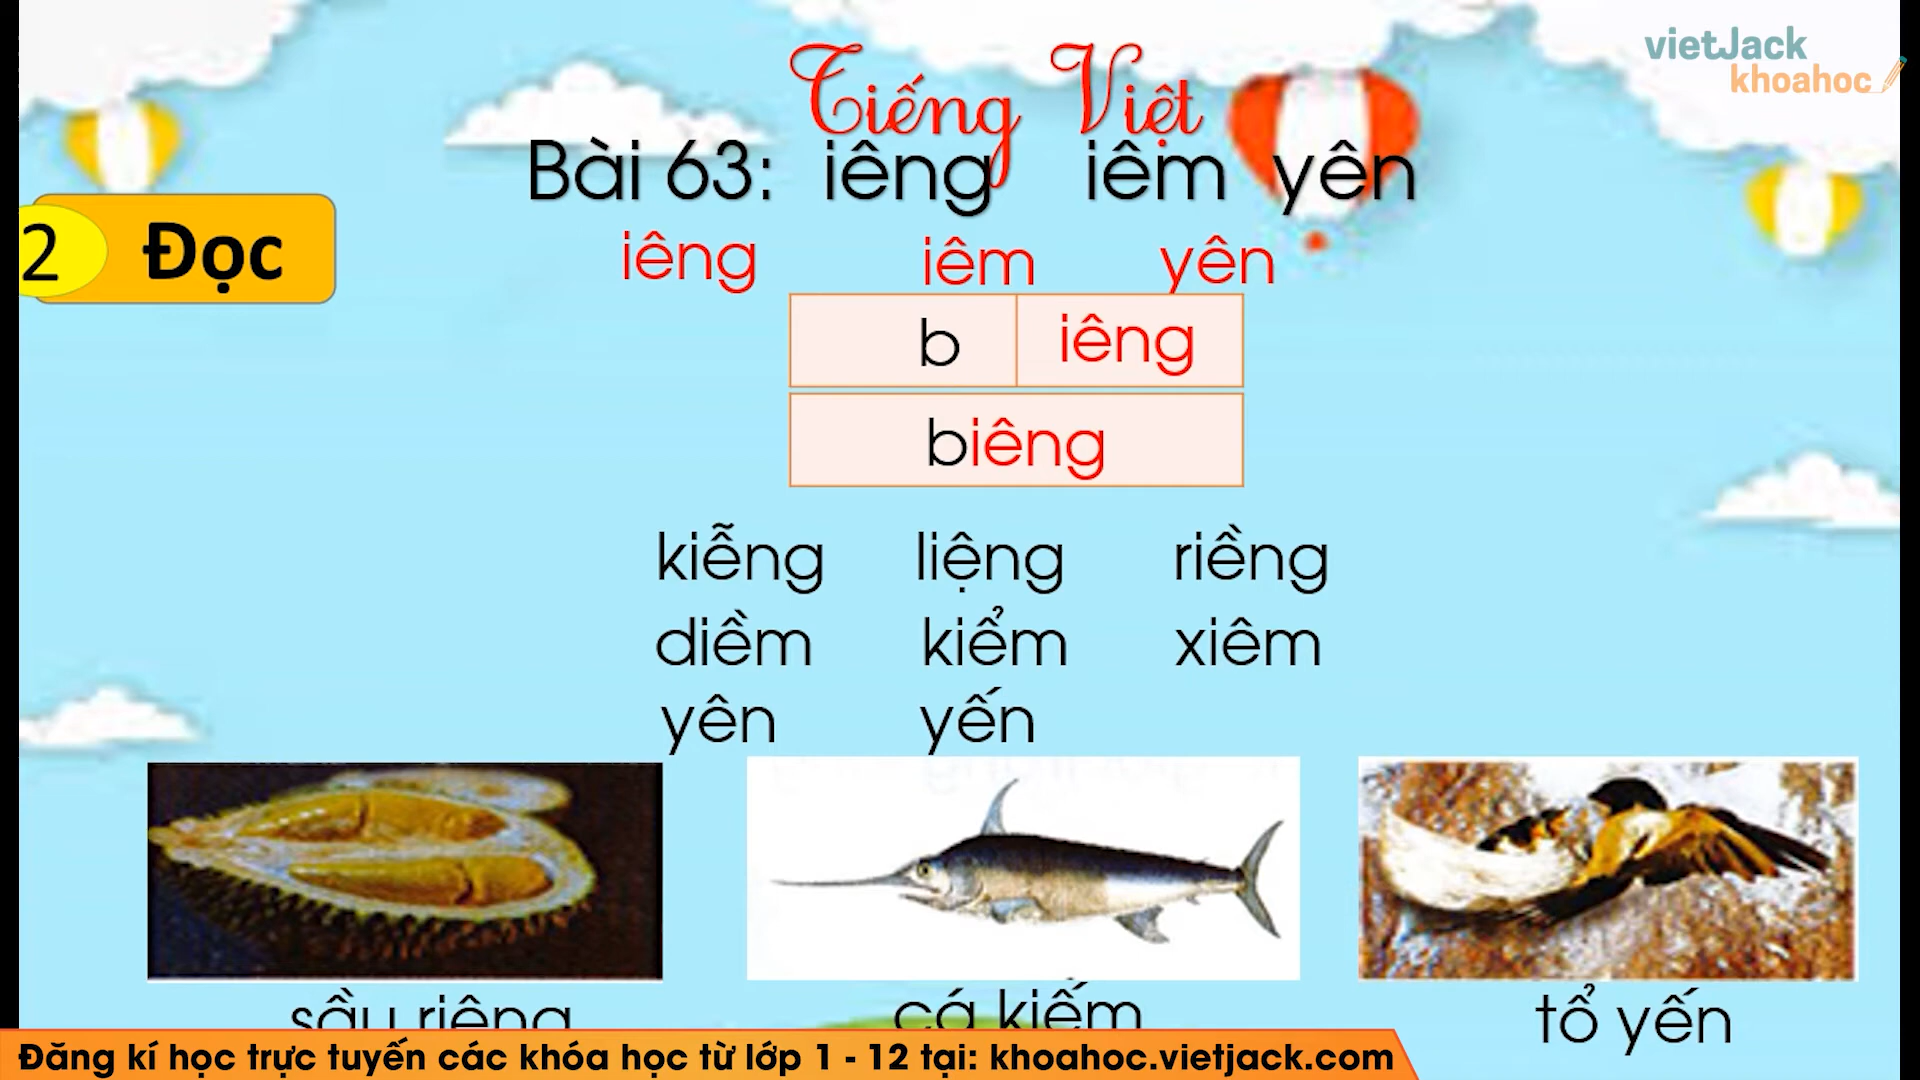 vietJack
khoahoc
Tiếng Việt
Bài 63: iêng iêm yên
2 Đọc
iêng iêm yên
b iêng
biêng
kiễng liệng riềng
diềm kiểm xiêm
yên yến
sầu riêng cá kiếm tổ yến
Đăng kí học trực tuyến các khóa học từ lớp 1 - 12 tại: khoahoc.vietjack.com